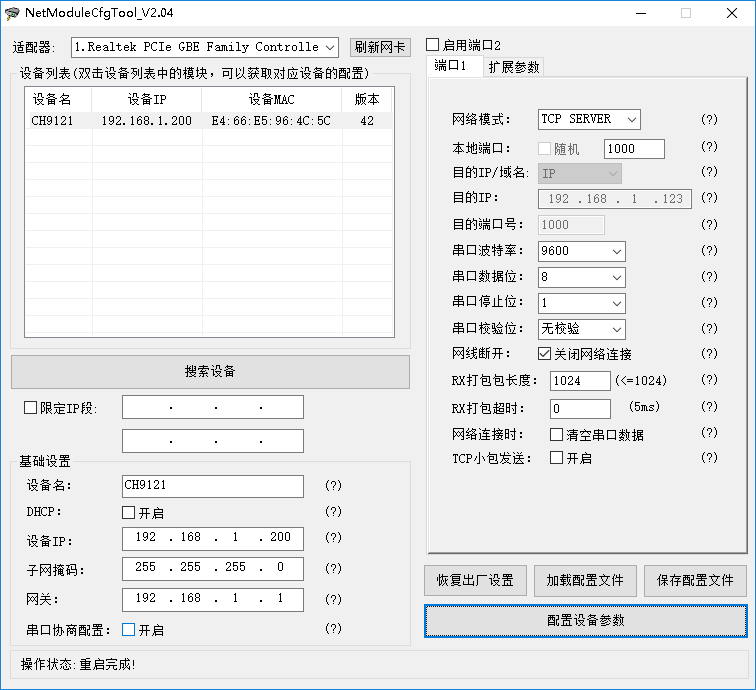 NetModuleCfgTool_V2.04
适配器: 1.Realtek PCIe GBE Family Controlle 刷新网卡
设备列表(双击设备列表中的模块，可以获取对应设备的配置)
设备名 设备IP 设备MAC 版本
CH9121 192.168.1.200 E4:66:E5:96:4C:5C 42
搜索设备
限定IP段: . . .
. . .
基础设置
设备名: CH9121 (?)
DHCP: 开启 (?)
设备IP: 192 . 168 . 1 . 200 (?)
子网掩码: 255 . 255 . 255 . 0 (?)
网关: 192 . 168 . 1 . 1 (?)
串口协商配置: 开启 (?)
启用端口2
端口1 扩展参数
网络模式: TCP SERVER (?)
本地端口: 随机 1000 (?)
目的IP/域名: IP (?)
目的IP: 192 . 168 . 1 . 123 (?)
目的端口号: 1000 (?)
串口波特率: 9600 (?)
串口数据位: 8 (?)
串口停止位: 1 (?)
串口校验位: 无校验 (?)
网线断开: 关闭网络连接 (?)
RX打包包长度: 1024 (<=1024) (?)
RX打包超时: 0 (5ms) (?)
网络连接时: 清空串口数据 (?)
TCP小包发送: 开启 (?)
恢复出厂设置 加载配置文件 保存配置文件
配置设备参数
操作状态:重启完成!